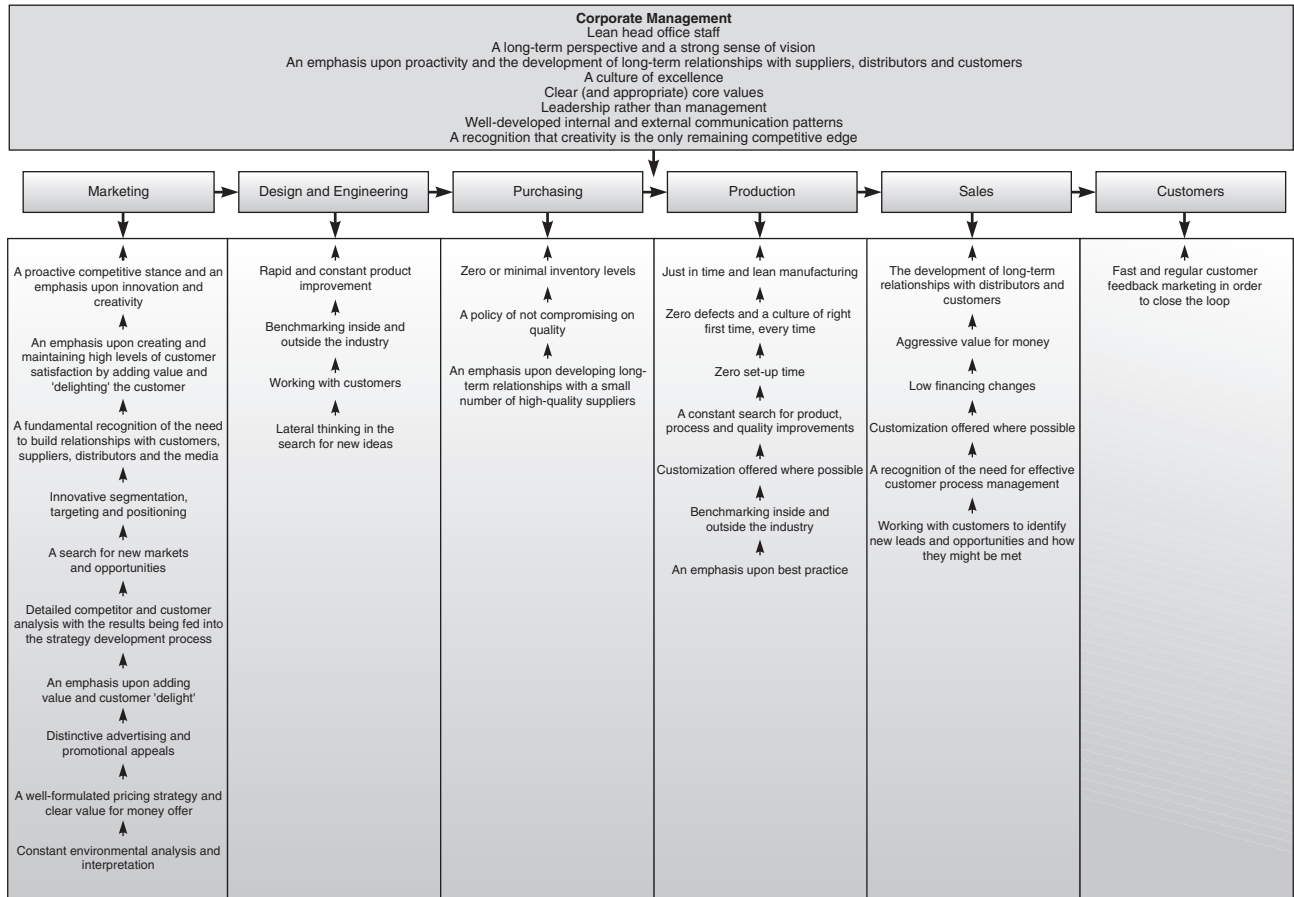 Corporate Management
Lean head office staff
A long-term perspective and a strong sense of vision
An emphasis upon proactivity and the development of long-term relationships with suppliers, distributors and customers
A culture of excellence
Clear (and appropriate) core values
Leadership rather than management
Well-developed internal and external communication patterns
A recognition that creativity is the only remaining competitive edge
Marketing
Design and Engineering
Purchasing
Production
Sales
Customers
A proactive competitive stance and an
emphasis upon innovation and
creativity
An emphasis upon creating and
maintaining high levels of customer
satisfaction by adding value and
'delighting' the customer
A fundamental recognition of the need
to build relationships with customers,
suppliers, distributors and the media
Innovative segmentation,
targeting and positioning
A search for new markets
and opportunities
Detailed competitor and customer
analysis with the results being fed into
the strategy development process
An emphasis upon adding
value and customer 'delight'
Distinctive advertising and
promotional appeals
A well-formulated pricing strategy and
clear value for money offer
Constant environmental analysis and
interpretation
Rapid and constant product
improvement
Benchmarking inside and
outside the industry
Working with customers
Lateral thinking in the
search for new ideas
Zero or minimal inventory levels
A policy of not compromising on
quality
An emphasis upon developing long-
term relationships with a small
number of high-quality suppliers
Just in time and lean manufacturing
Zero defects and a culture of right
first time, every time
Zero set-up time
A constant search for product,
process and quality improvements
Customization offered where possible
Benchmarking inside and
outside the industry
An emphasis upon best practice
The development of long-term
relationships with distributors and
customers
Aggressive value for money
Low financing changes
Customization offered where possible
A recognition of the need for effective
customer process management
Working with customers to identify
new leads and opportunities and how
they might be met
Fast and regular customer
feedback marketing in order
to close the loop